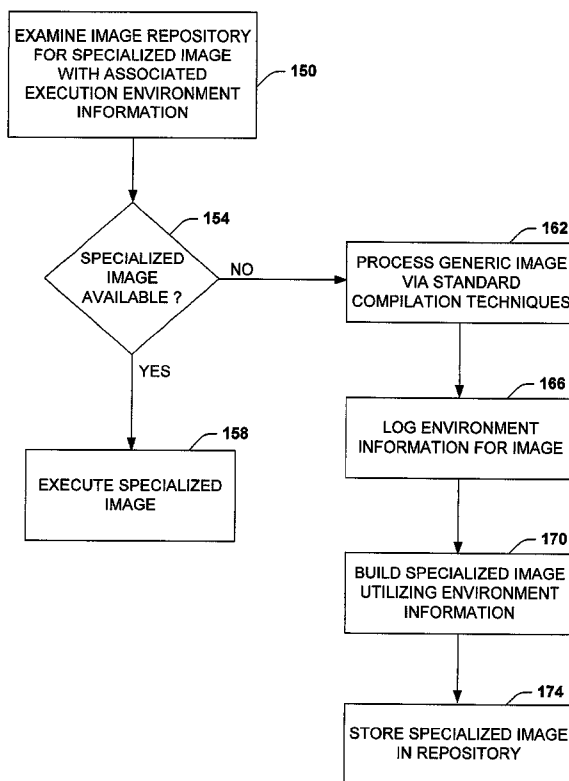 EXAMINE IMAGE REPOSITORY
FOR SPECIALIZED IMAGE
WITH ASSOCIATED
EXECUTION ENVIRONMENT
INFORMATION
150
154
SPECIALIZED
IMAGE
AVAILABLE ?
NO
YES
158
EXECUTE SPECIALIZED
IMAGE
162
PROCESS GENERIC IMAGE
VIA STANDARD
COMPILATION TECHNIQUES
166
LOG ENVIRONMENT
INFORMATION FOR IMAGE
170
BUILD SPECIALIZED IMAGE
UTILIZING ENVIRONMENT
INFORMATION
174
STORE SPECIALIZED IMAGE
IN REPOSITORY